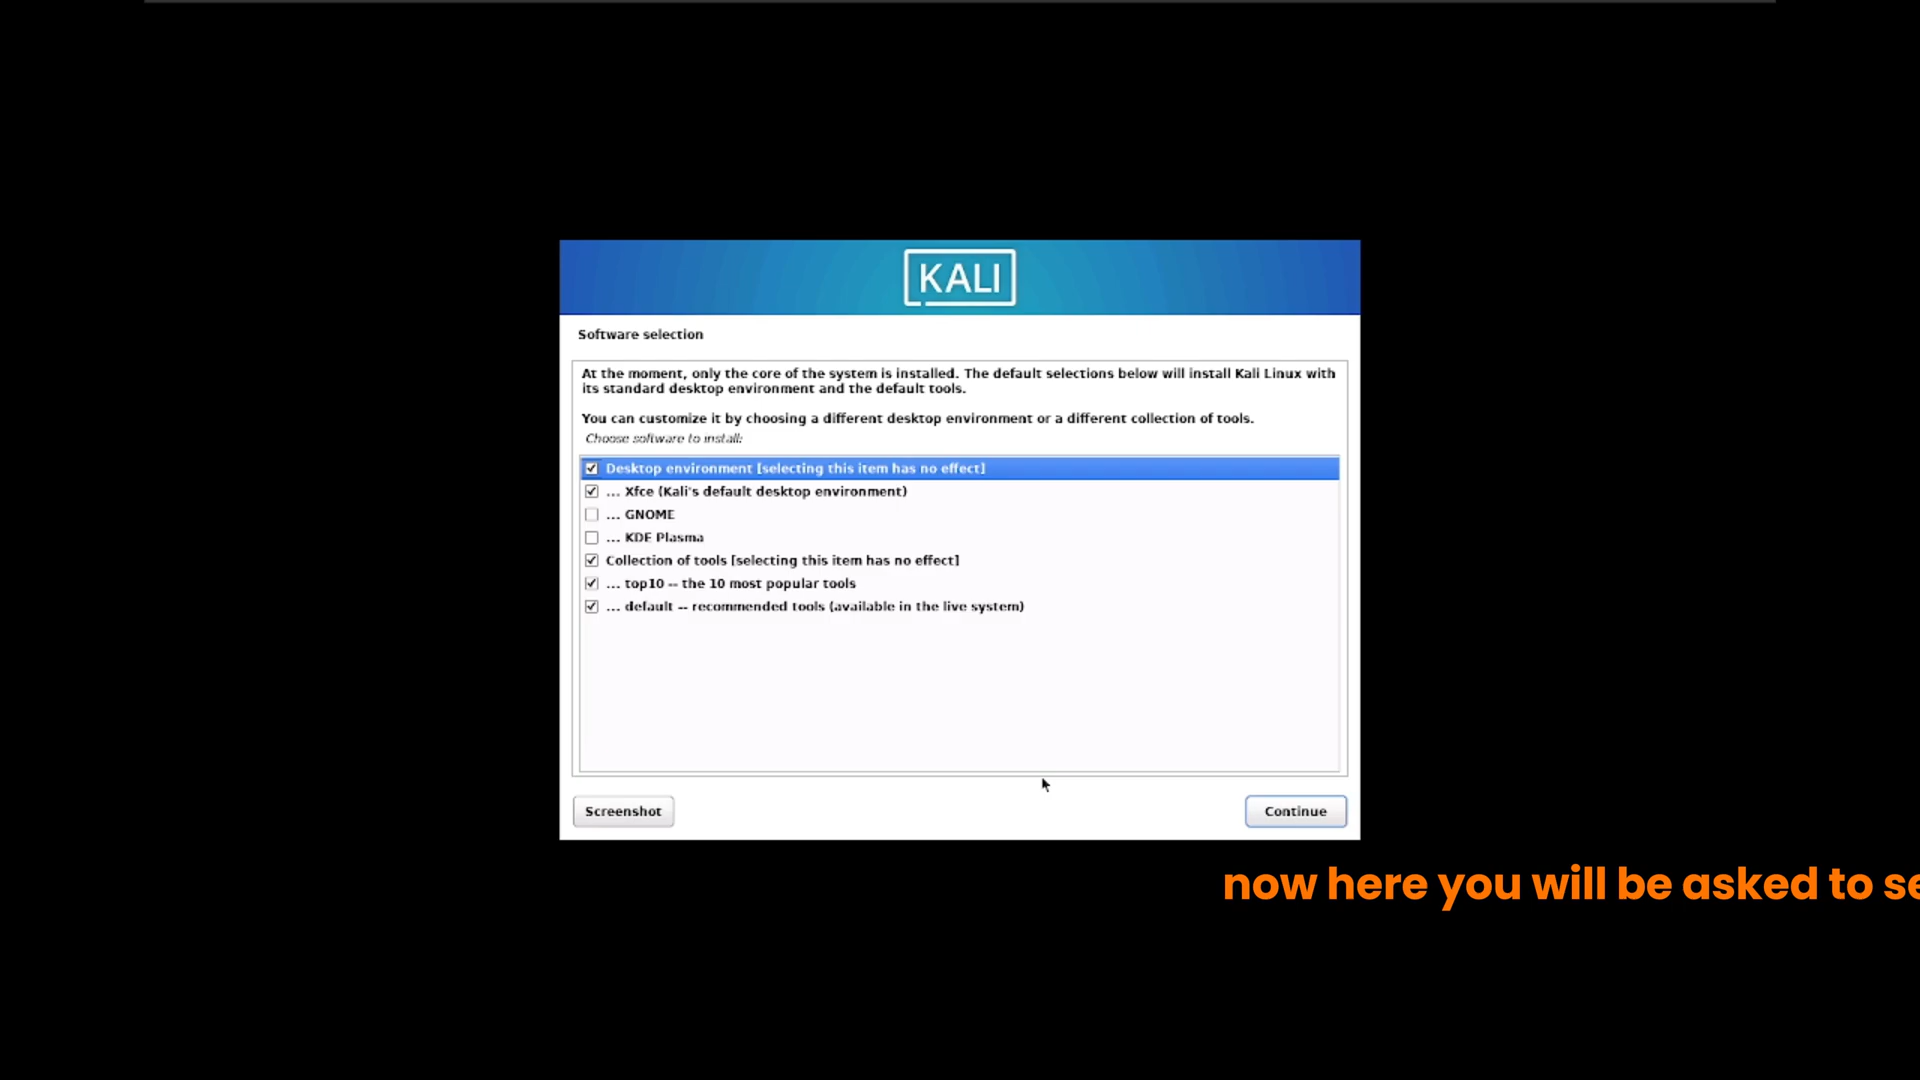 KALI
Software selection
At the moment, only the core of the system is installed. The default selections below will install Kali Linux with
its standard desktop environment and the default tools.
You can customize it by choosing a different desktop environment or a different collection of tools.
Choose software to install:
Desktop environment [selecting this item has no effect]
... Xfce (Kali's default desktop environment)
... GNOME
... KDE Plasma
Collection of tools [selecting this item has no effect]
... top10 -- the 10 most popular tools
... default -- recommended tools (available in the live system)
Screenshot
Continue
now here you will be asked to se